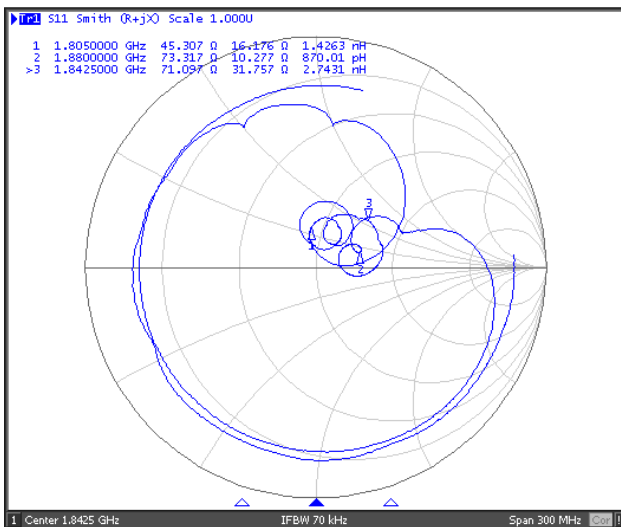 Tr1 S11 Smith (R+jX) Scale 1.000U
1 1.8050000 GHz 45.307 Ω 16.176 Ω 1.4263 nH
2 1.8800000 GHz 73.317 Ω 10.277 Ω 870.01 pH
>3 1.8425000 GHz 71.097 Ω 31.757 Ω 2.7431 nH
3
1
2
1 Center 1.8425 GHz IFBW 70 kHz Span 300 MHz Cor